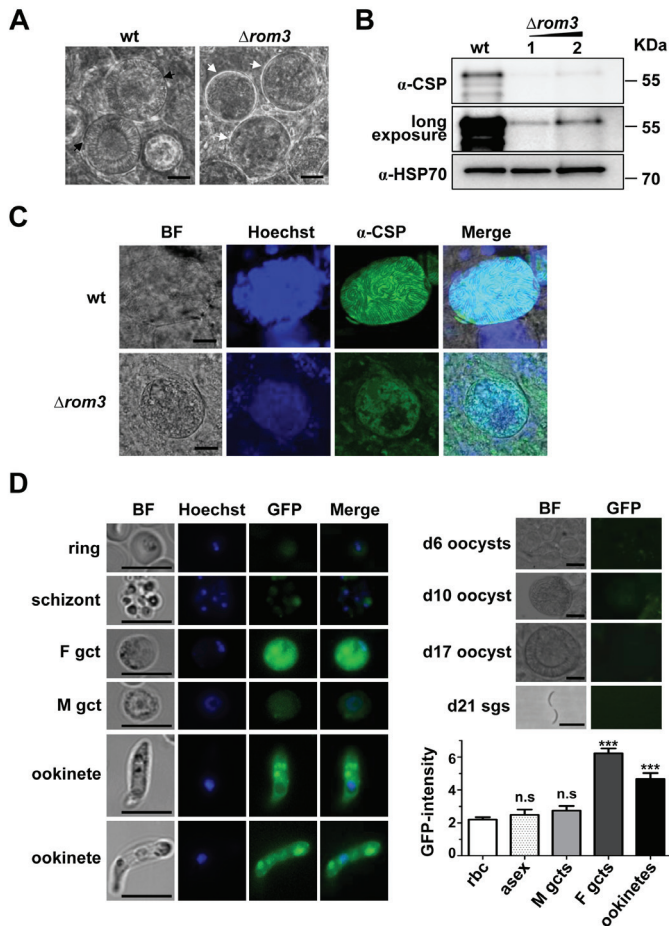 A
wt
Δrom3
B
Δrom3
wt
1
2
KDa
α-CSP
55
long
exposure
55
α-HSP70
70
C
BF
Hoechst
α-CSP
Merge
wt
Δrom3
D
BF
Hoechst
GFP
Merge
ring
schizont
F gct
M gct
ookinete
ookinete
BF
GFP
d6 oocysts
d10 oocyst
d17 oocyst
d21 sgs
GFP-intensity
8
6
4
2
0
n.s
n.s
***
***
rbc
asex
M gcts
F gcts
ookinetes